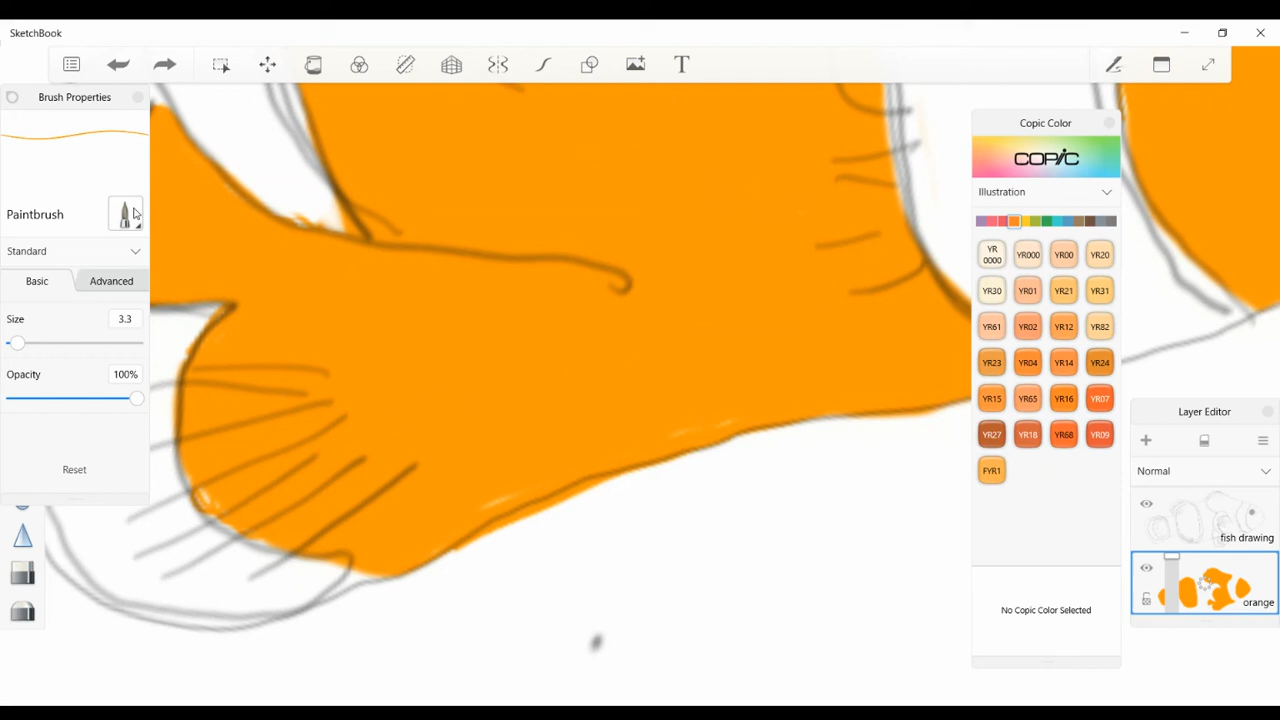 SketchBook
T
Brush Properties
Paintbrush
Standard
Basic Advanced
Size 3.3
Opacity 100%
Reset
Copic Color
COPIC
Illustration
YR0000 YR000 YR00 YR20
YR30 YR01 YR21 YR31
YR61 YR02 YR12 YR82
YR23 YR04 YR14 YR24
YR15 YR65 YR16 YR07
YR27 YR18 YR68 YR09
FYR1
No Copic Color Selected
Layer Editor
Normal
fish drawing
orange